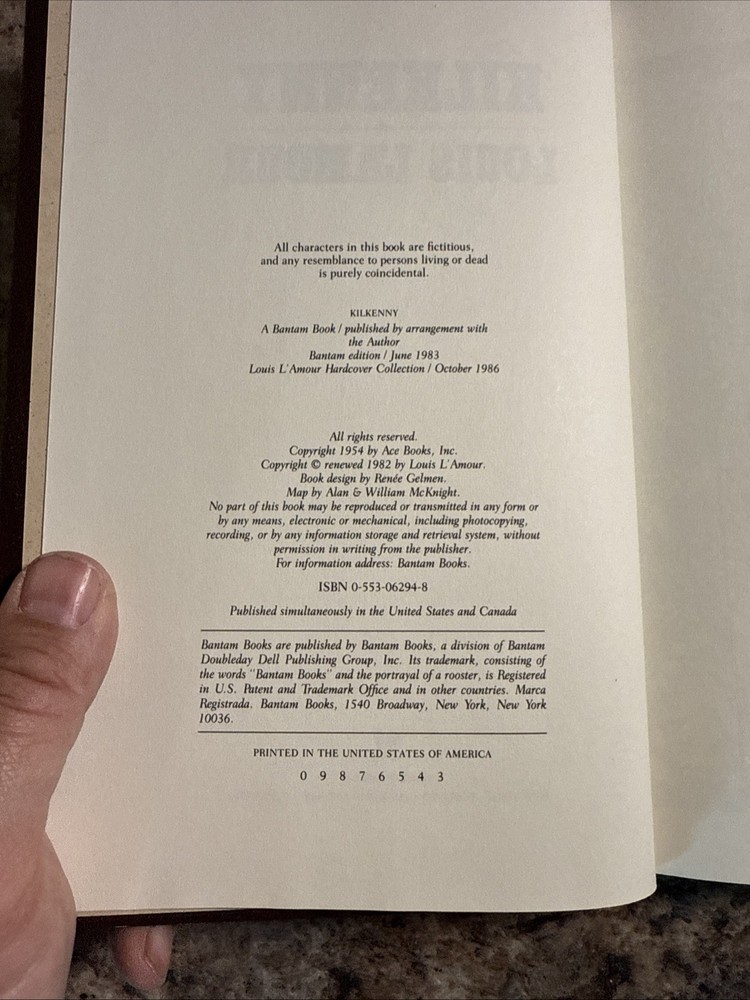 All characters in this book are fictitious,
and any resemblance to persons living or dead
is purely coincidental.
KILKENNY
A Bantam Book / published by arrangement with
the Author
Bantam edition / June 1983
Louis L'Amour Hardcover Collection / October 1986
All rights reserved.
Copyright 1954 by Ace Books, Inc.
Copyright © renewed 1982 by Louis L'Amour.
Book design by Renée Gelmen.
Map by Alan & William McKnight.
No part of this book may be reproduced or transmitted in any form or
by any means, electronic or mechanical, including photocopying,
recording, or by any information storage and retrieval system, without
permission in writing from the publisher.
For information address: Bantam Books.
ISBN 0-553-06294-8
Published simultaneously in the United States and Canada
Bantam Books are published by Bantam Books, a division of Bantam
Doubleday Dell Publishing Group, Inc. Its trademark, consisting of
the words "Bantam Books" and the portrayal of a rooster, is Registered
in U.S. Patent and Trademark Office and in other countries. Marca
Registrada. Bantam Books, 1540 Broadway, New York, New York
10036.
PRINTED IN THE UNITED STATES OF AMERICA
0 9 8 7 6 5 4 3